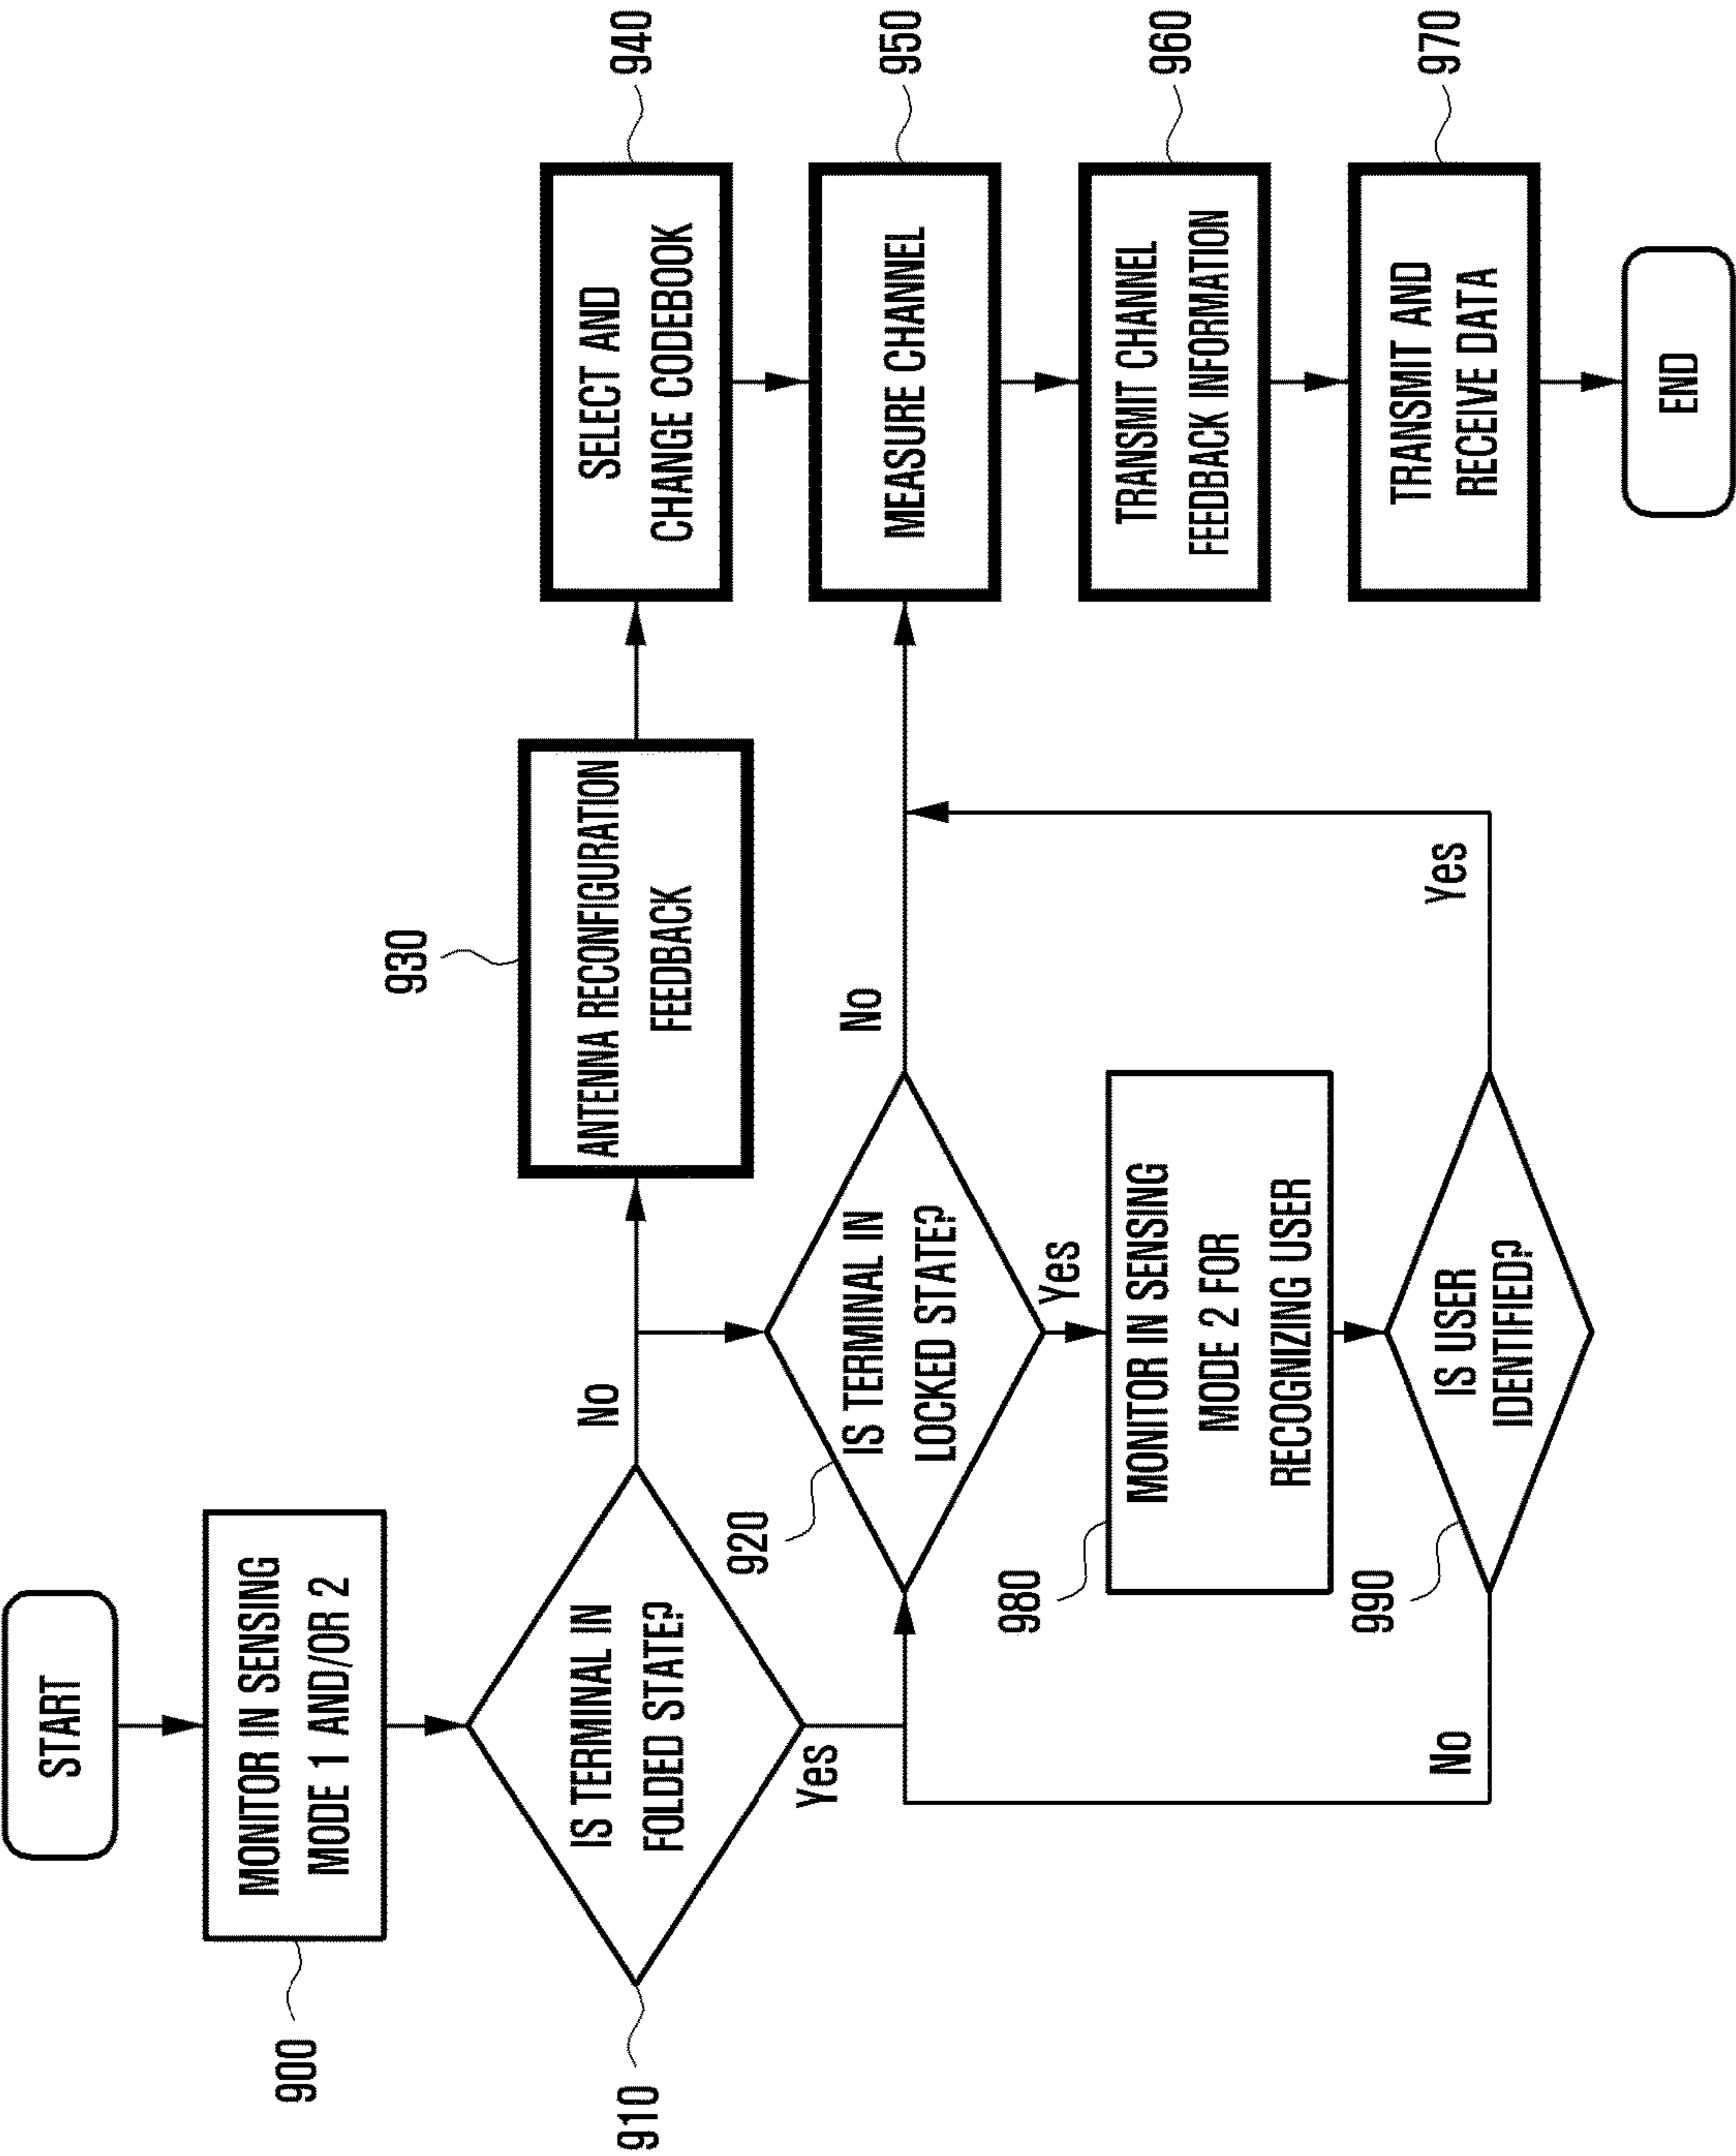 START
MONITOR IN SENSING
MODE 1 AND/OR 2
900
IS TERMINAL IN
FOLDED STATE?
910
No
Yes
ANTENNA RECONFIGURATION
FEEDBACK
930
SELECT AND
CHANGE CODEBOOK
940
IS TERMINAL IN
LOCKED STATE?
920
No
Yes
MEASURE CHANNEL
950
MONITOR IN SENSING
MODE 2 FOR
RECOGNIZING USER
980
TRANSMIT CHANNEL
FEEDBACK INFORMATION
960
IS USER
IDENTIFIED?
990
No
Yes
TRANSMIT AND
RECEIVE DATA
970
END